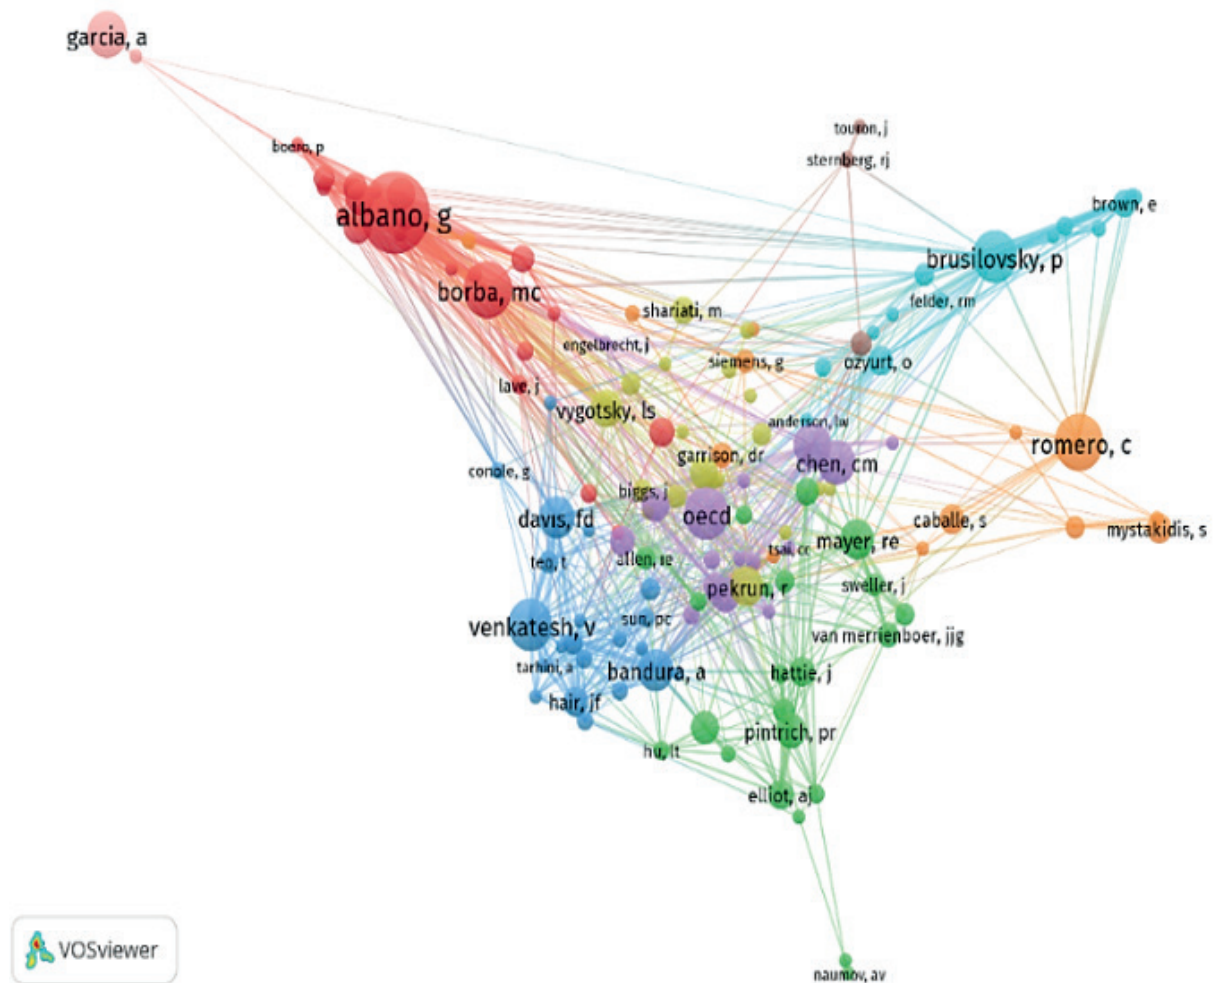 garcia, a
touron, j
boero, p
sternberg, rj
brown, e
albano, g
brusilovsky, p
borba, mc
felder, rm
shariati, m
engelbrecht, j
siemens, g
ozyurt, o
lave, j
vygotsky, ls
anderson, lw
romero, c
garrison, dr
chen, cm
conole, g
biggs, j
oecd
davis, fd
caballe, s
mystakidis, s
mayer, re
tsai, cc
allen, ie
teo, t
pekrun, r
sweller, j
sun, pc
venkatesh, v
van merrienboer, jjg
tarhini, a
bandura, a
hattie, j
hair, jf
pintrich, pr
hu, lt
elliot, aj
VOSviewer
naumov, av